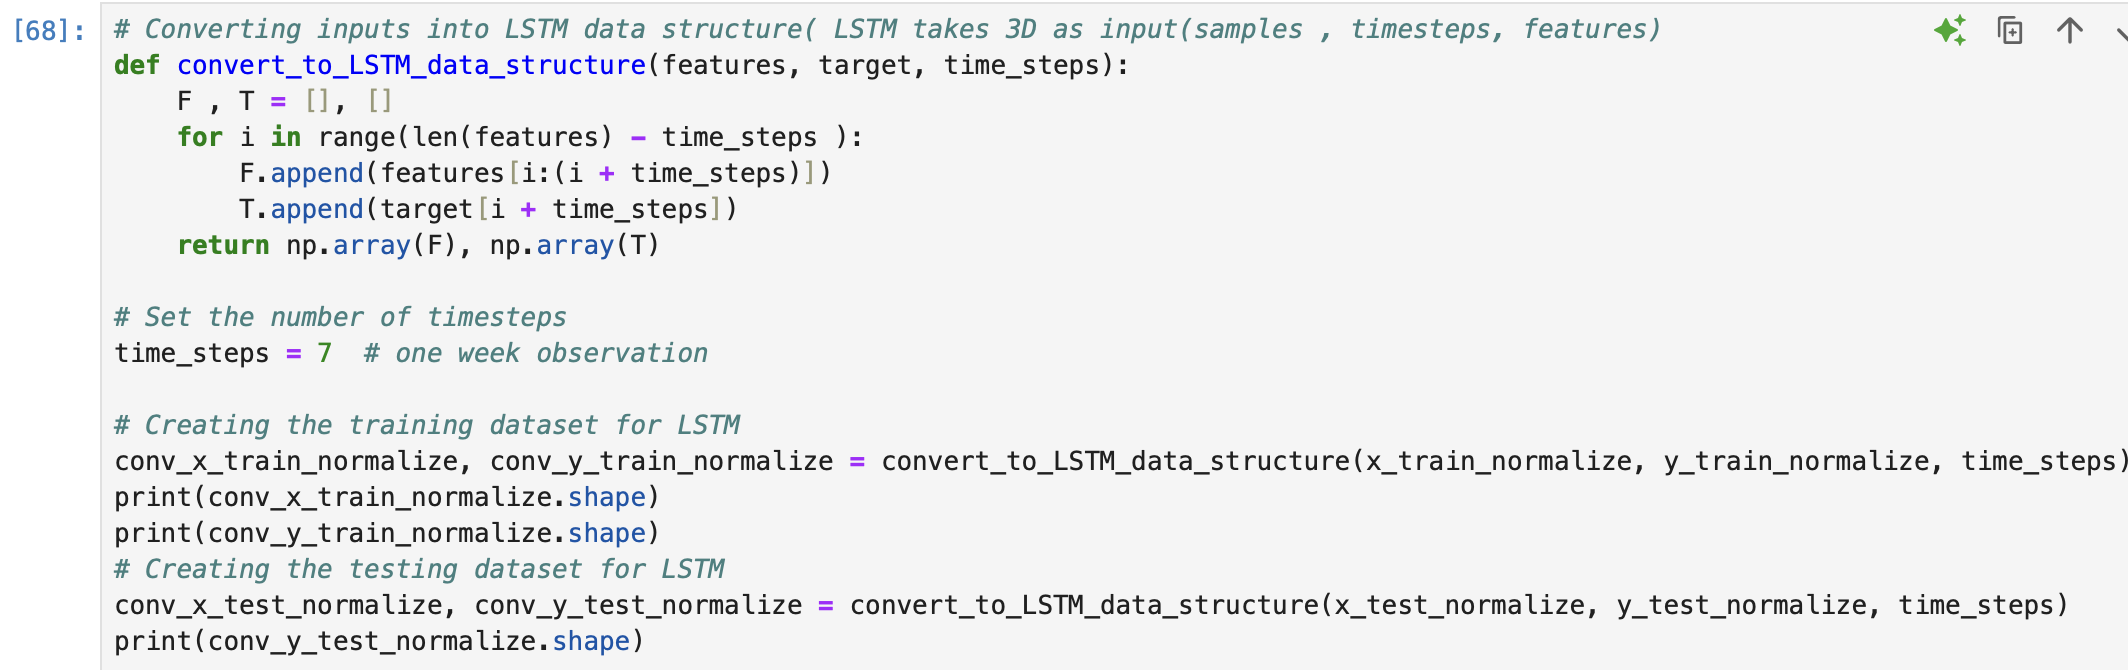 [68]: # Converting inputs into LSTM data structure( LSTM takes 3D as input(samples , timesteps, features)
def convert_to_LSTM_data_structure(features, target, time_steps):
    F , T = [], []
    for i in range(len(features) - time_steps ):
        F.append(features[i:(i + time_steps)])
        T.append(target[i + time_steps])
    return np.array(F), np.array(T)

# Set the number of timesteps
time_steps = 7  # one week observation

# Creating the training dataset for LSTM
conv_x_train_normalize, conv_y_train_normalize = convert_to_LSTM_data_structure(x_train_normalize, y_train_normalize, time_steps)
print(conv_x_train_normalize.shape)
print(conv_y_train_normalize.shape)
# Creating the testing dataset for LSTM
conv_x_test_normalize, conv_y_test_normalize = convert_to_LSTM_data_structure(x_test_normalize, y_test_normalize, time_steps)
print(conv_y_test_normalize.shape)